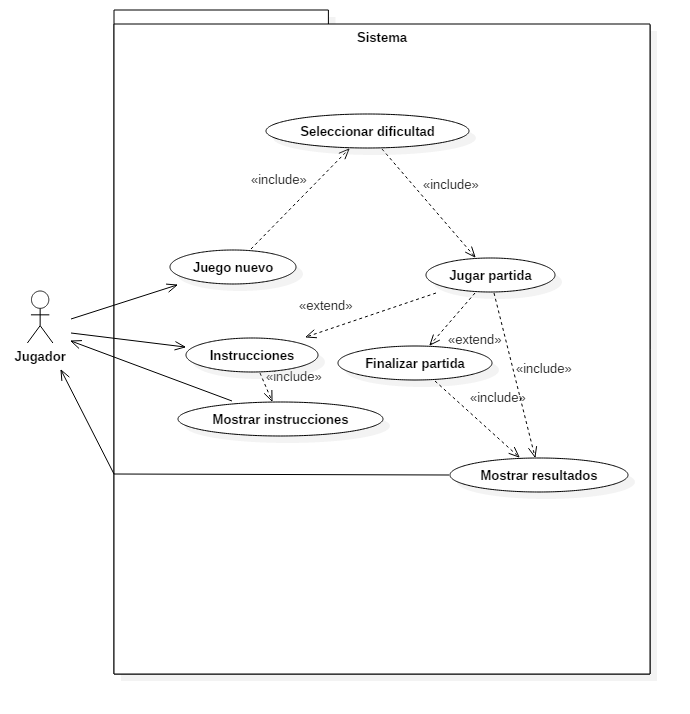 Sistema
Seleccionar dificultad
«include»
«include»
Juego nuevo
Jugar partida
«extend»
Jugador
Instrucciones
«extend»
Finalizar partida
«include»
«include»
«include»
Mostrar instrucciones
Mostrar resultados